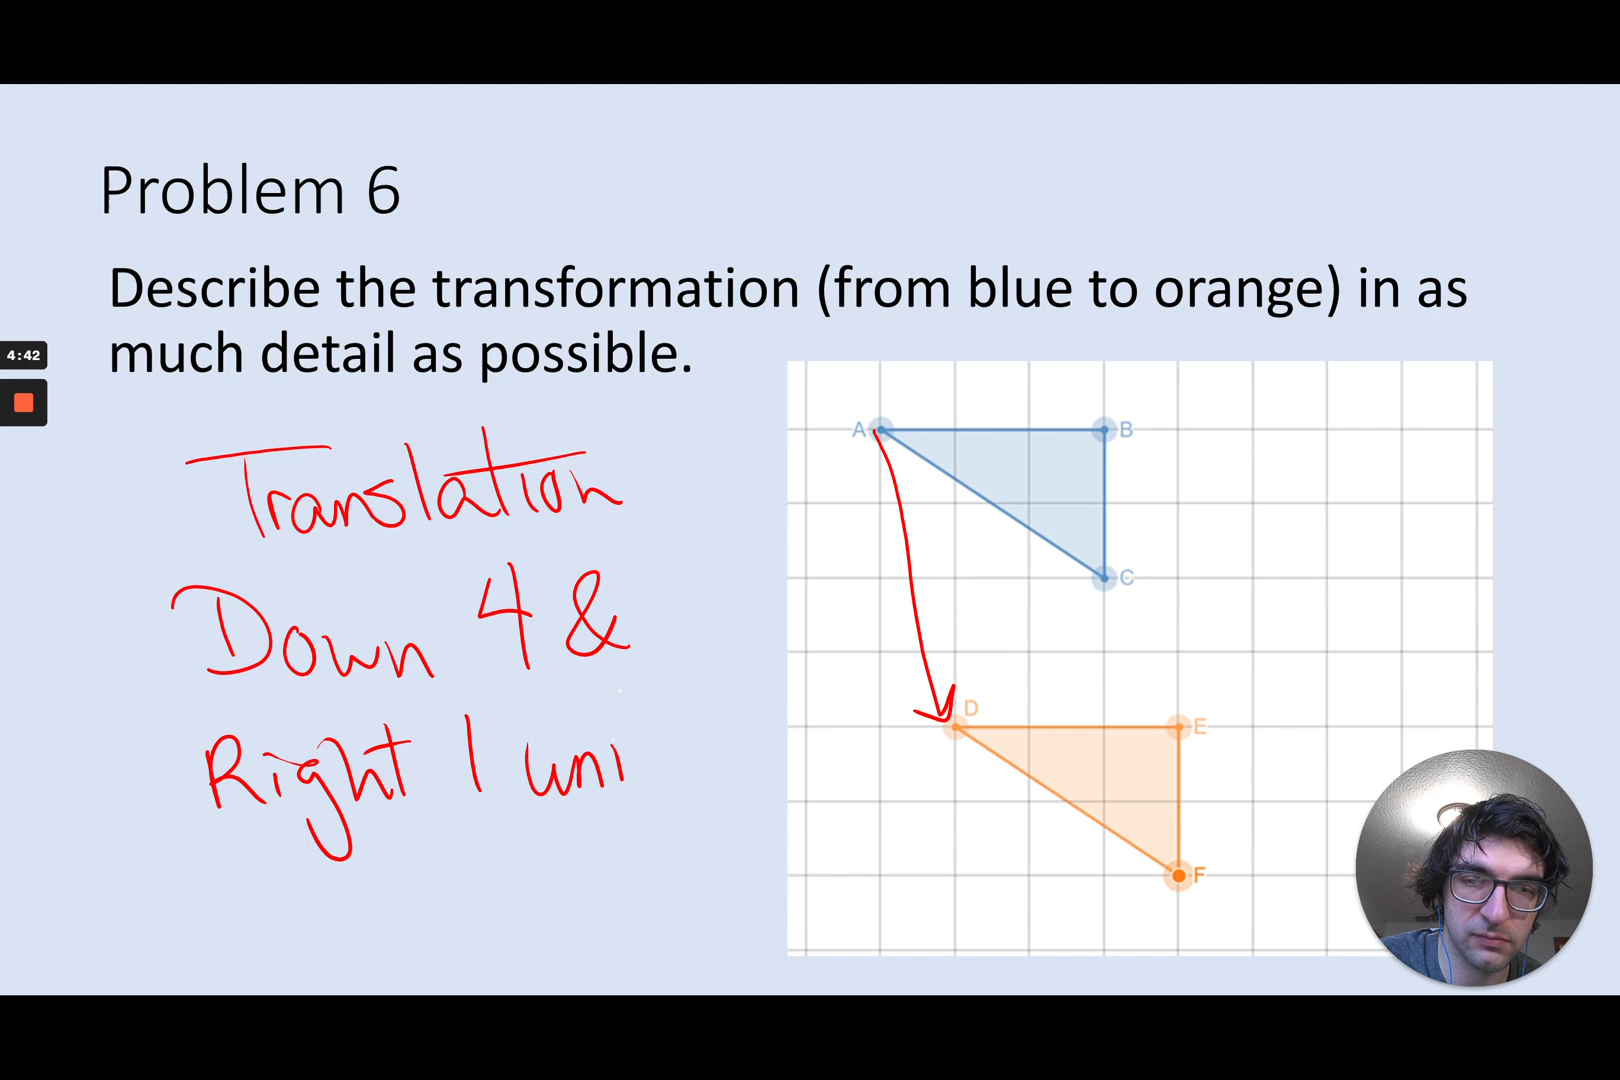 Problem 6
Describe the transformation (from blue to orange) in as
much detail as possible.
4:42
Translation
Down 4 &
Right 1 uni
A
B
C
D
E
F